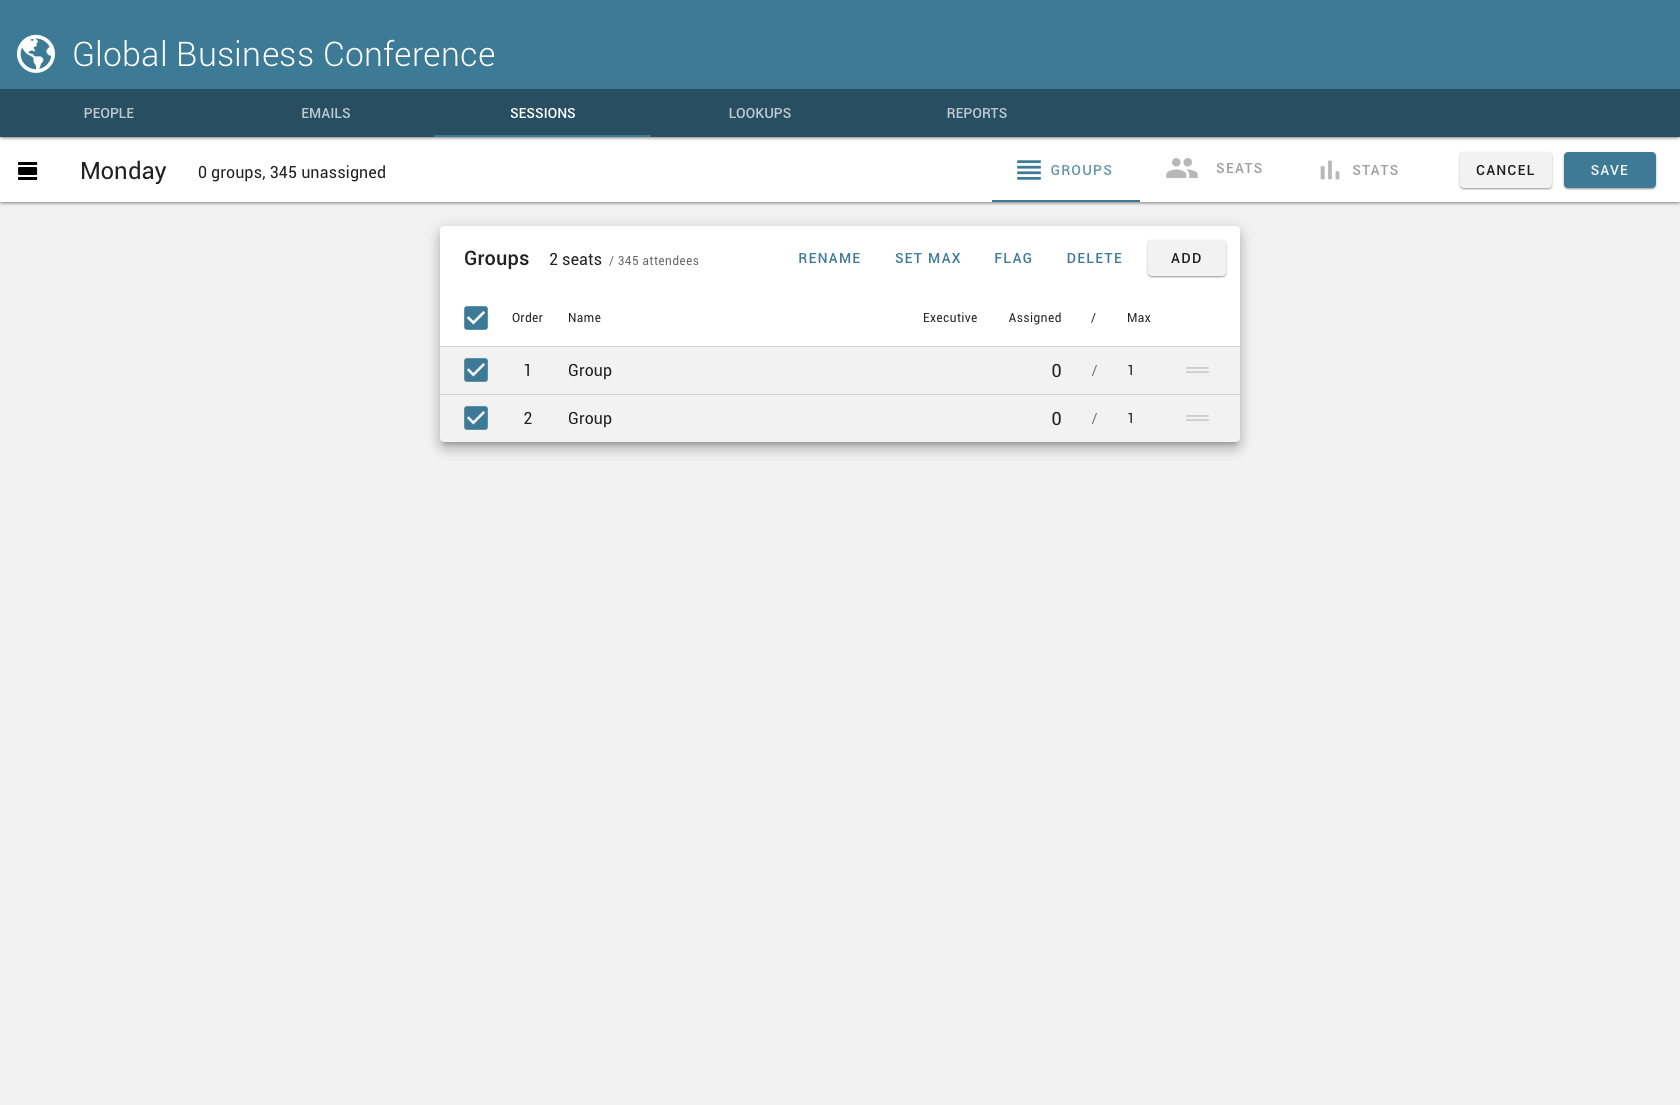 Global Business Conference
PEOPLE EMAILS SESSIONS LOOKUPS REPORTS
Monday 0 groups, 345 unassigned GROUPS SEATS STATS CANCEL SAVE
Groups 2 seats / 345 attendees RENAME SET MAX FLAG DELETE ADD
Order Name Executive Assigned / Max
1 Group 0 / 1
2 Group 0 / 1